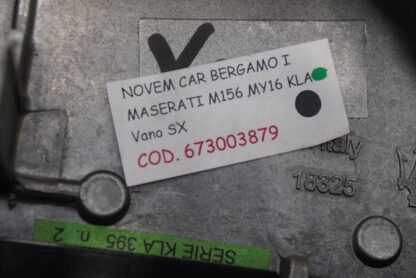 NOVEM CAR BERGAMO I
MASERATI M156 MY16 KLA
Vano SX
COD. 673003879
Italy
18325
SERIE KLA 395 n. 2